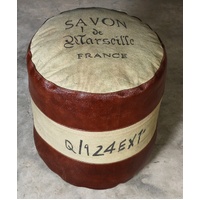 SAVON
de
Marseille
FRANCE
Q/924EXT